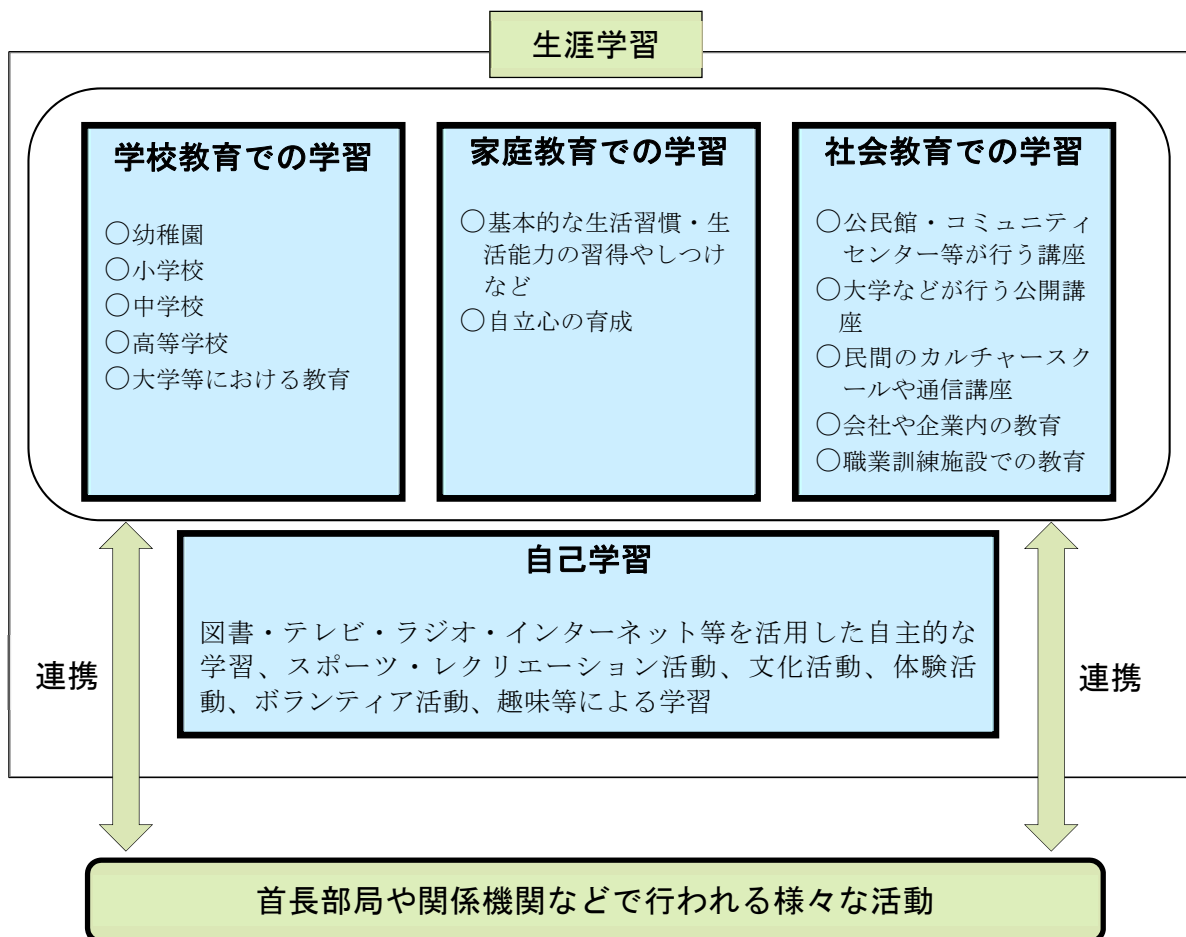 生涯学習
学校教育での学習
○幼稚園
○小学校
○中学校
○高等学校
○大学等における教育
家庭教育での学習
○基本的な生活習慣・生
活能力の習得やしつけ
など
○自立心の育成
社会教育での学習
○公民館・コミュニティ
センター等が行う講座
○大学などが行う公開講
座
○民間のカルチャースク
ールや通信講座
○会社や企業内の教育
○職業訓練施設での教育
自己学習
図書・テレビ・ラジオ・インターネット等を活用した自主的な
学習、スポーツ・レクリエーション活動、文化活動、体験活
動、ボランティア活動、趣味等による学習
連携
連携
首長部局や関係機関などで行われる様々な活動